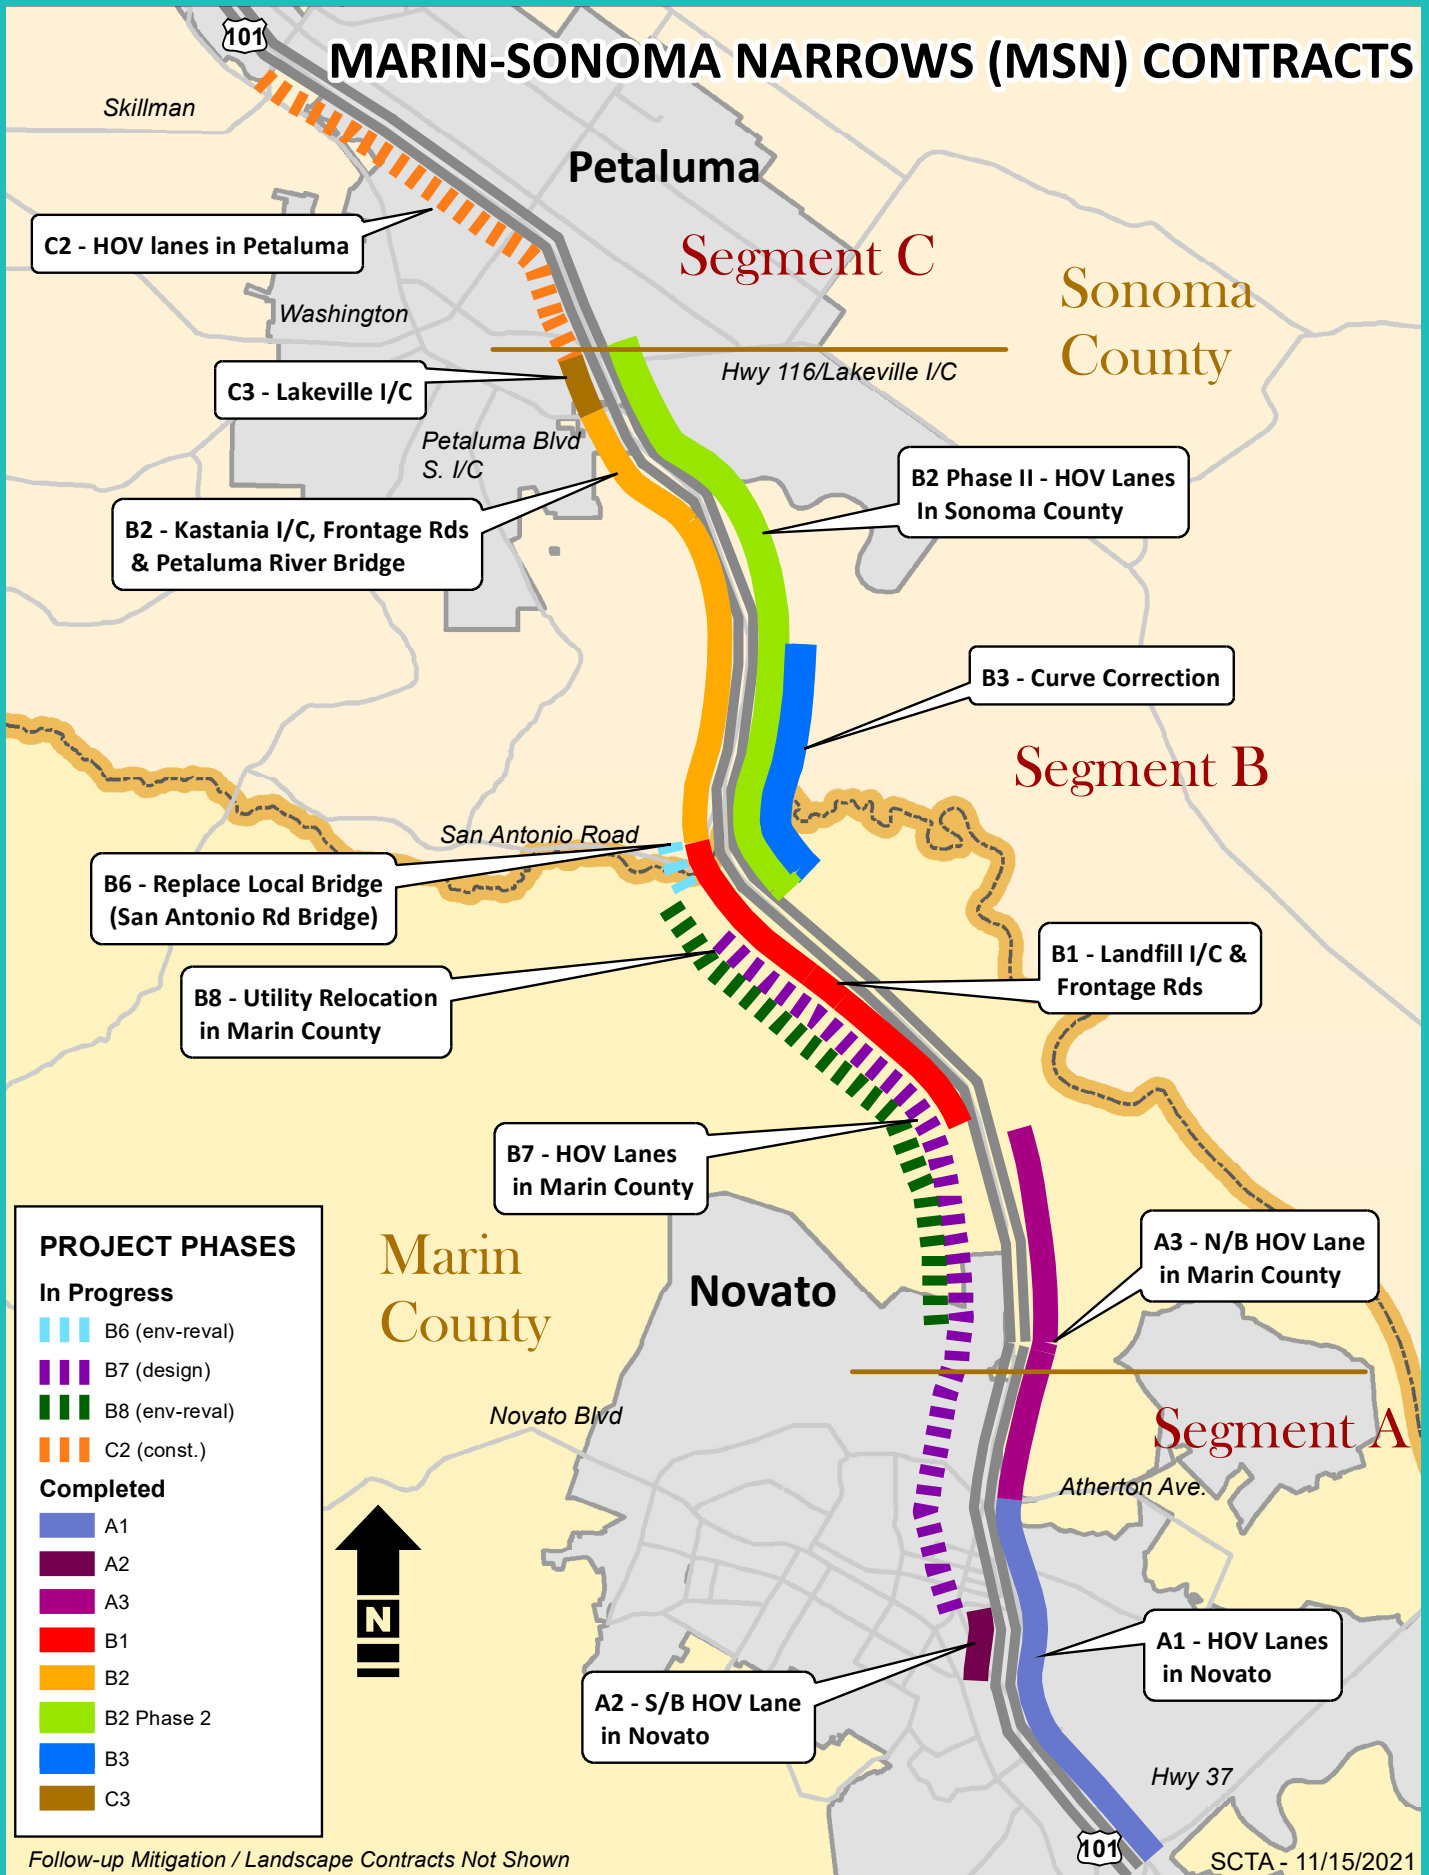 101
MARIN-SONOMA NARROWS (MSN) CONTRACTS
Skillman
Petaluma
C2 - HOV lanes in Petaluma
Segment C
Sonoma
County
Washington
Hwy 116/Lakeville I/C
C3 - Lakeville I/C
Petaluma Blvd
S. I/C
B2 Phase II - HOV Lanes
In Sonoma County
B2 - Kastania I/C, Frontage Rds
& Petaluma River Bridge
B3 - Curve Correction
Segment B
San Antonio Road
B6 - Replace Local Bridge
(San Antonio Rd Bridge)
B1 - Landfill I/C &
Frontage Rds
B8 - Utility Relocation
in Marin County
B7 - HOV Lanes
in Marin County
A3 - N/B HOV Lane
in Marin County
Marin
County
Novato
Novato Blvd
Segment A
Atherton Ave.
A1 - HOV Lanes
in Novato
A2 - S/B HOV Lane
in Novato
Hwy 37
101
N
PROJECT PHASES
In Progress
B6 (env-reval)
B7 (design)
B8 (env-reval)
C2 (const.)
Completed
A1
A2
A3
B1
B2
B2 Phase 2
B3
C3
Follow-up Mitigation / Landscape Contracts Not Shown
SCTA - 11/15/2021